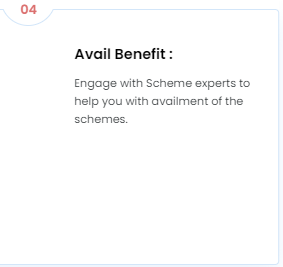 04
Avail Benefit :
Engage with Scheme experts to
help you with availment of the
schemes.